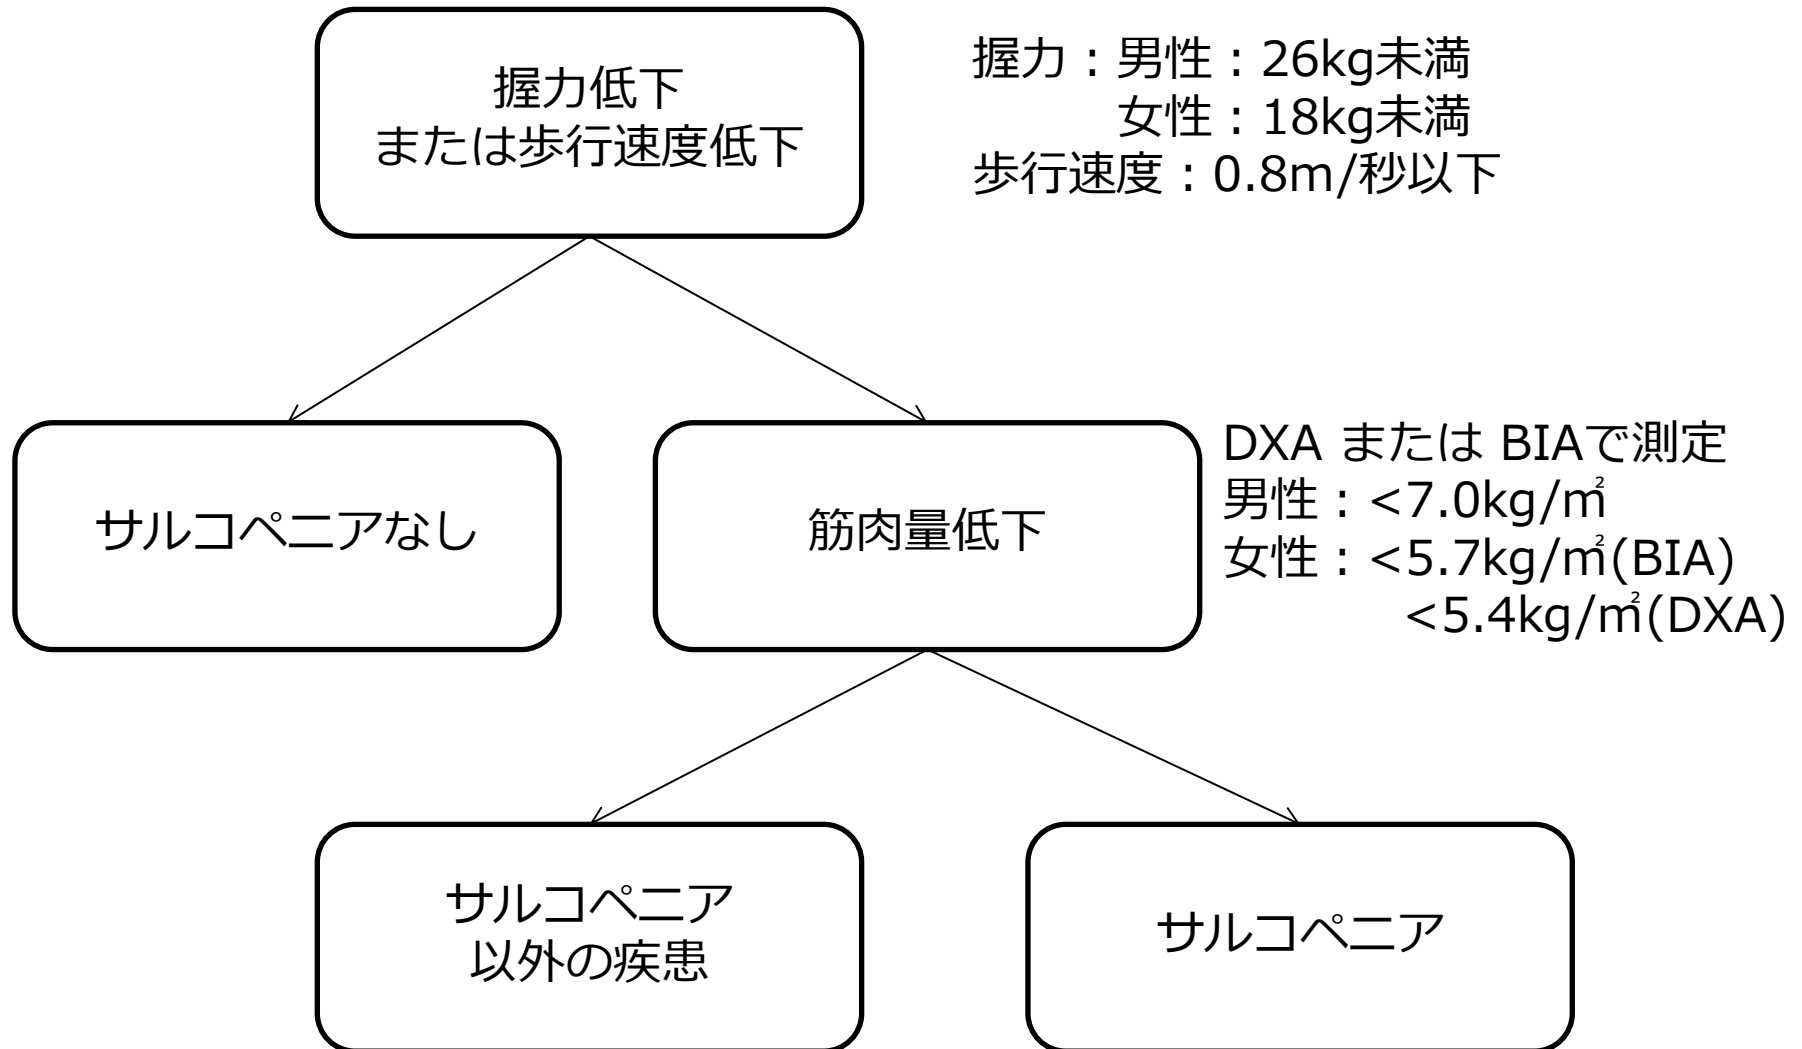 握力低下
または歩行速度低下
握力：男性：26kg未満
女性：18kg未満
歩行速度：0.8m/秒以下
サルコペニアなし
筋肉量低下
DXA または BIAで測定
男性：<7.0kg/㎡
女性：<5.7kg/㎡(BIA)
<5.4kg/㎡(DXA)
サルコペニア
以外の疾患
サルコペニア